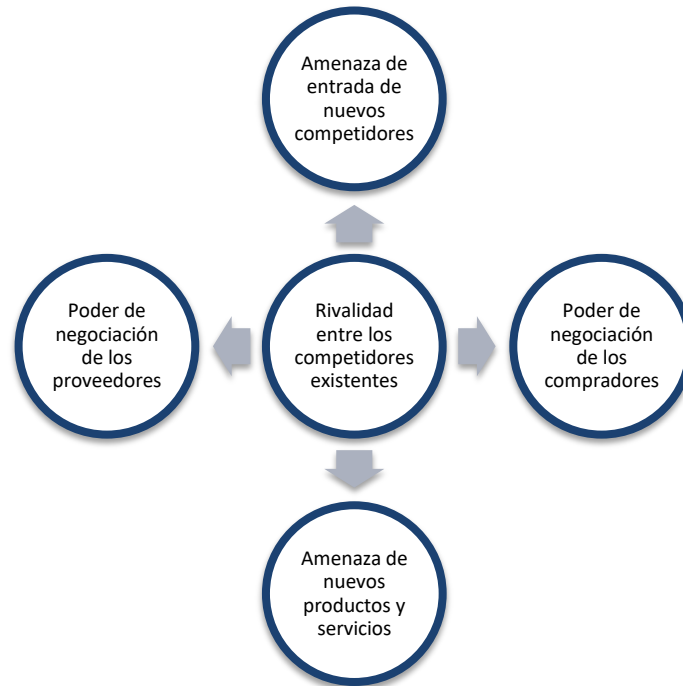 Amenaza de
entrada de
nuevos
competidores
Poder de
negociación
de los
proveedores
Rivalidad
entre los
competidores
existentes
Poder de
negociación
de los
compradores
Amenaza de
nuevos
productos y
servicios